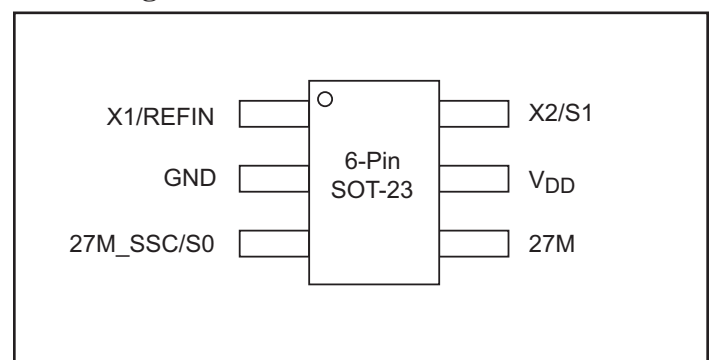 X1/REFIN
X2/S1
6-Pin
SOT-23
GND
VDD
27M_SSC/S0
27M